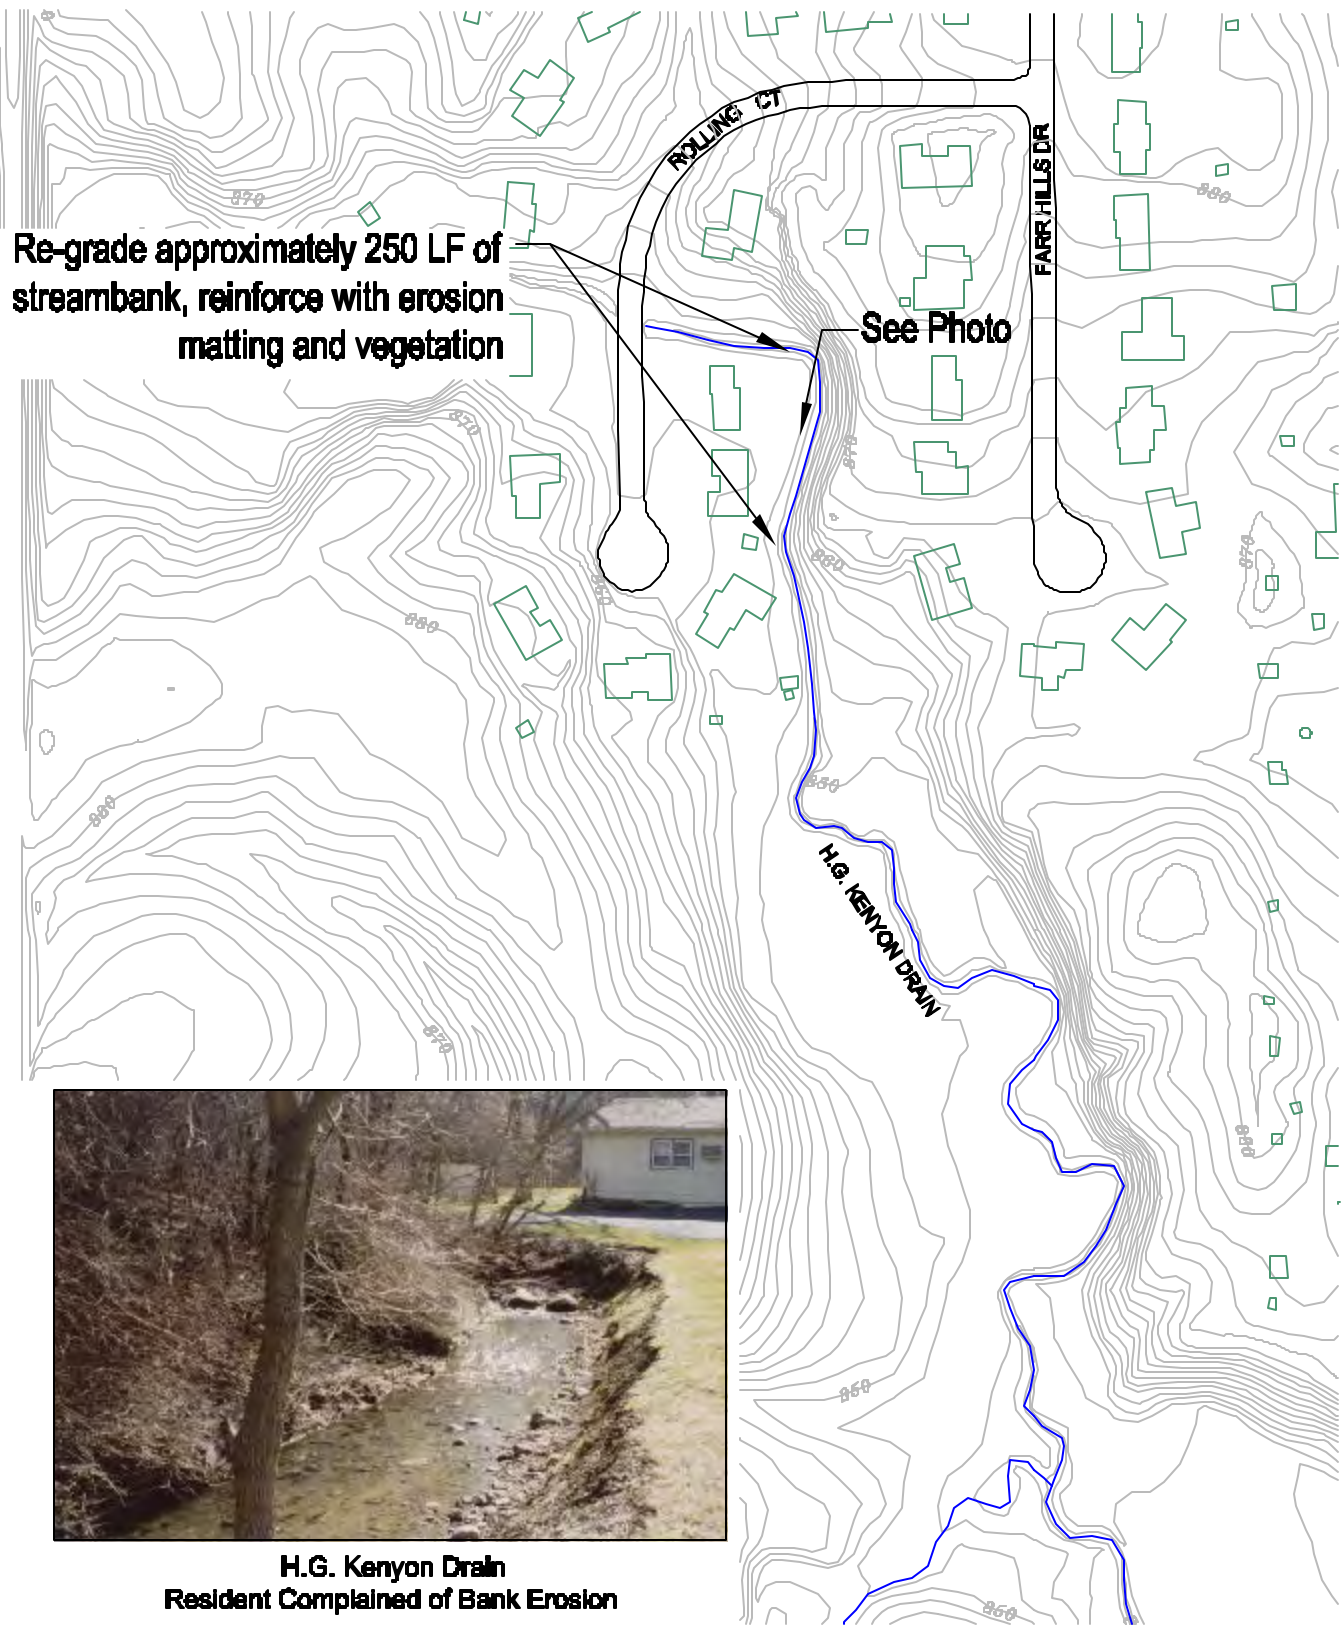 ROLLING CT
FARR HILLS DR
870
880
Re-grade approximately 250 LF of
streambank, reinforce with erosion
matting and vegetation
See Photo
870
870
860
870
860
880
880
850
H.G. KENYON DRAIN
870
850
860
H.G. Kenyon Drain
Resident Complained of Bank Erosion